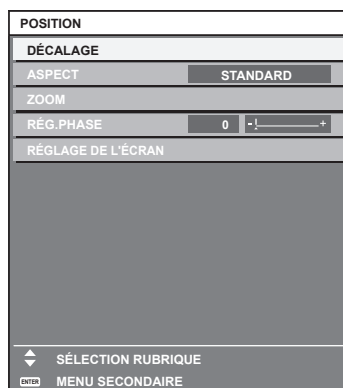 POSITION
DÉCALAGE
ASPECT STANDARD
ZOOM
RÉG.PHASE 0 - +
RÉGLAGE DE L'ÉCRAN
SÉLECTION RUBRIQUE
ENTER MENU SECONDAIRE